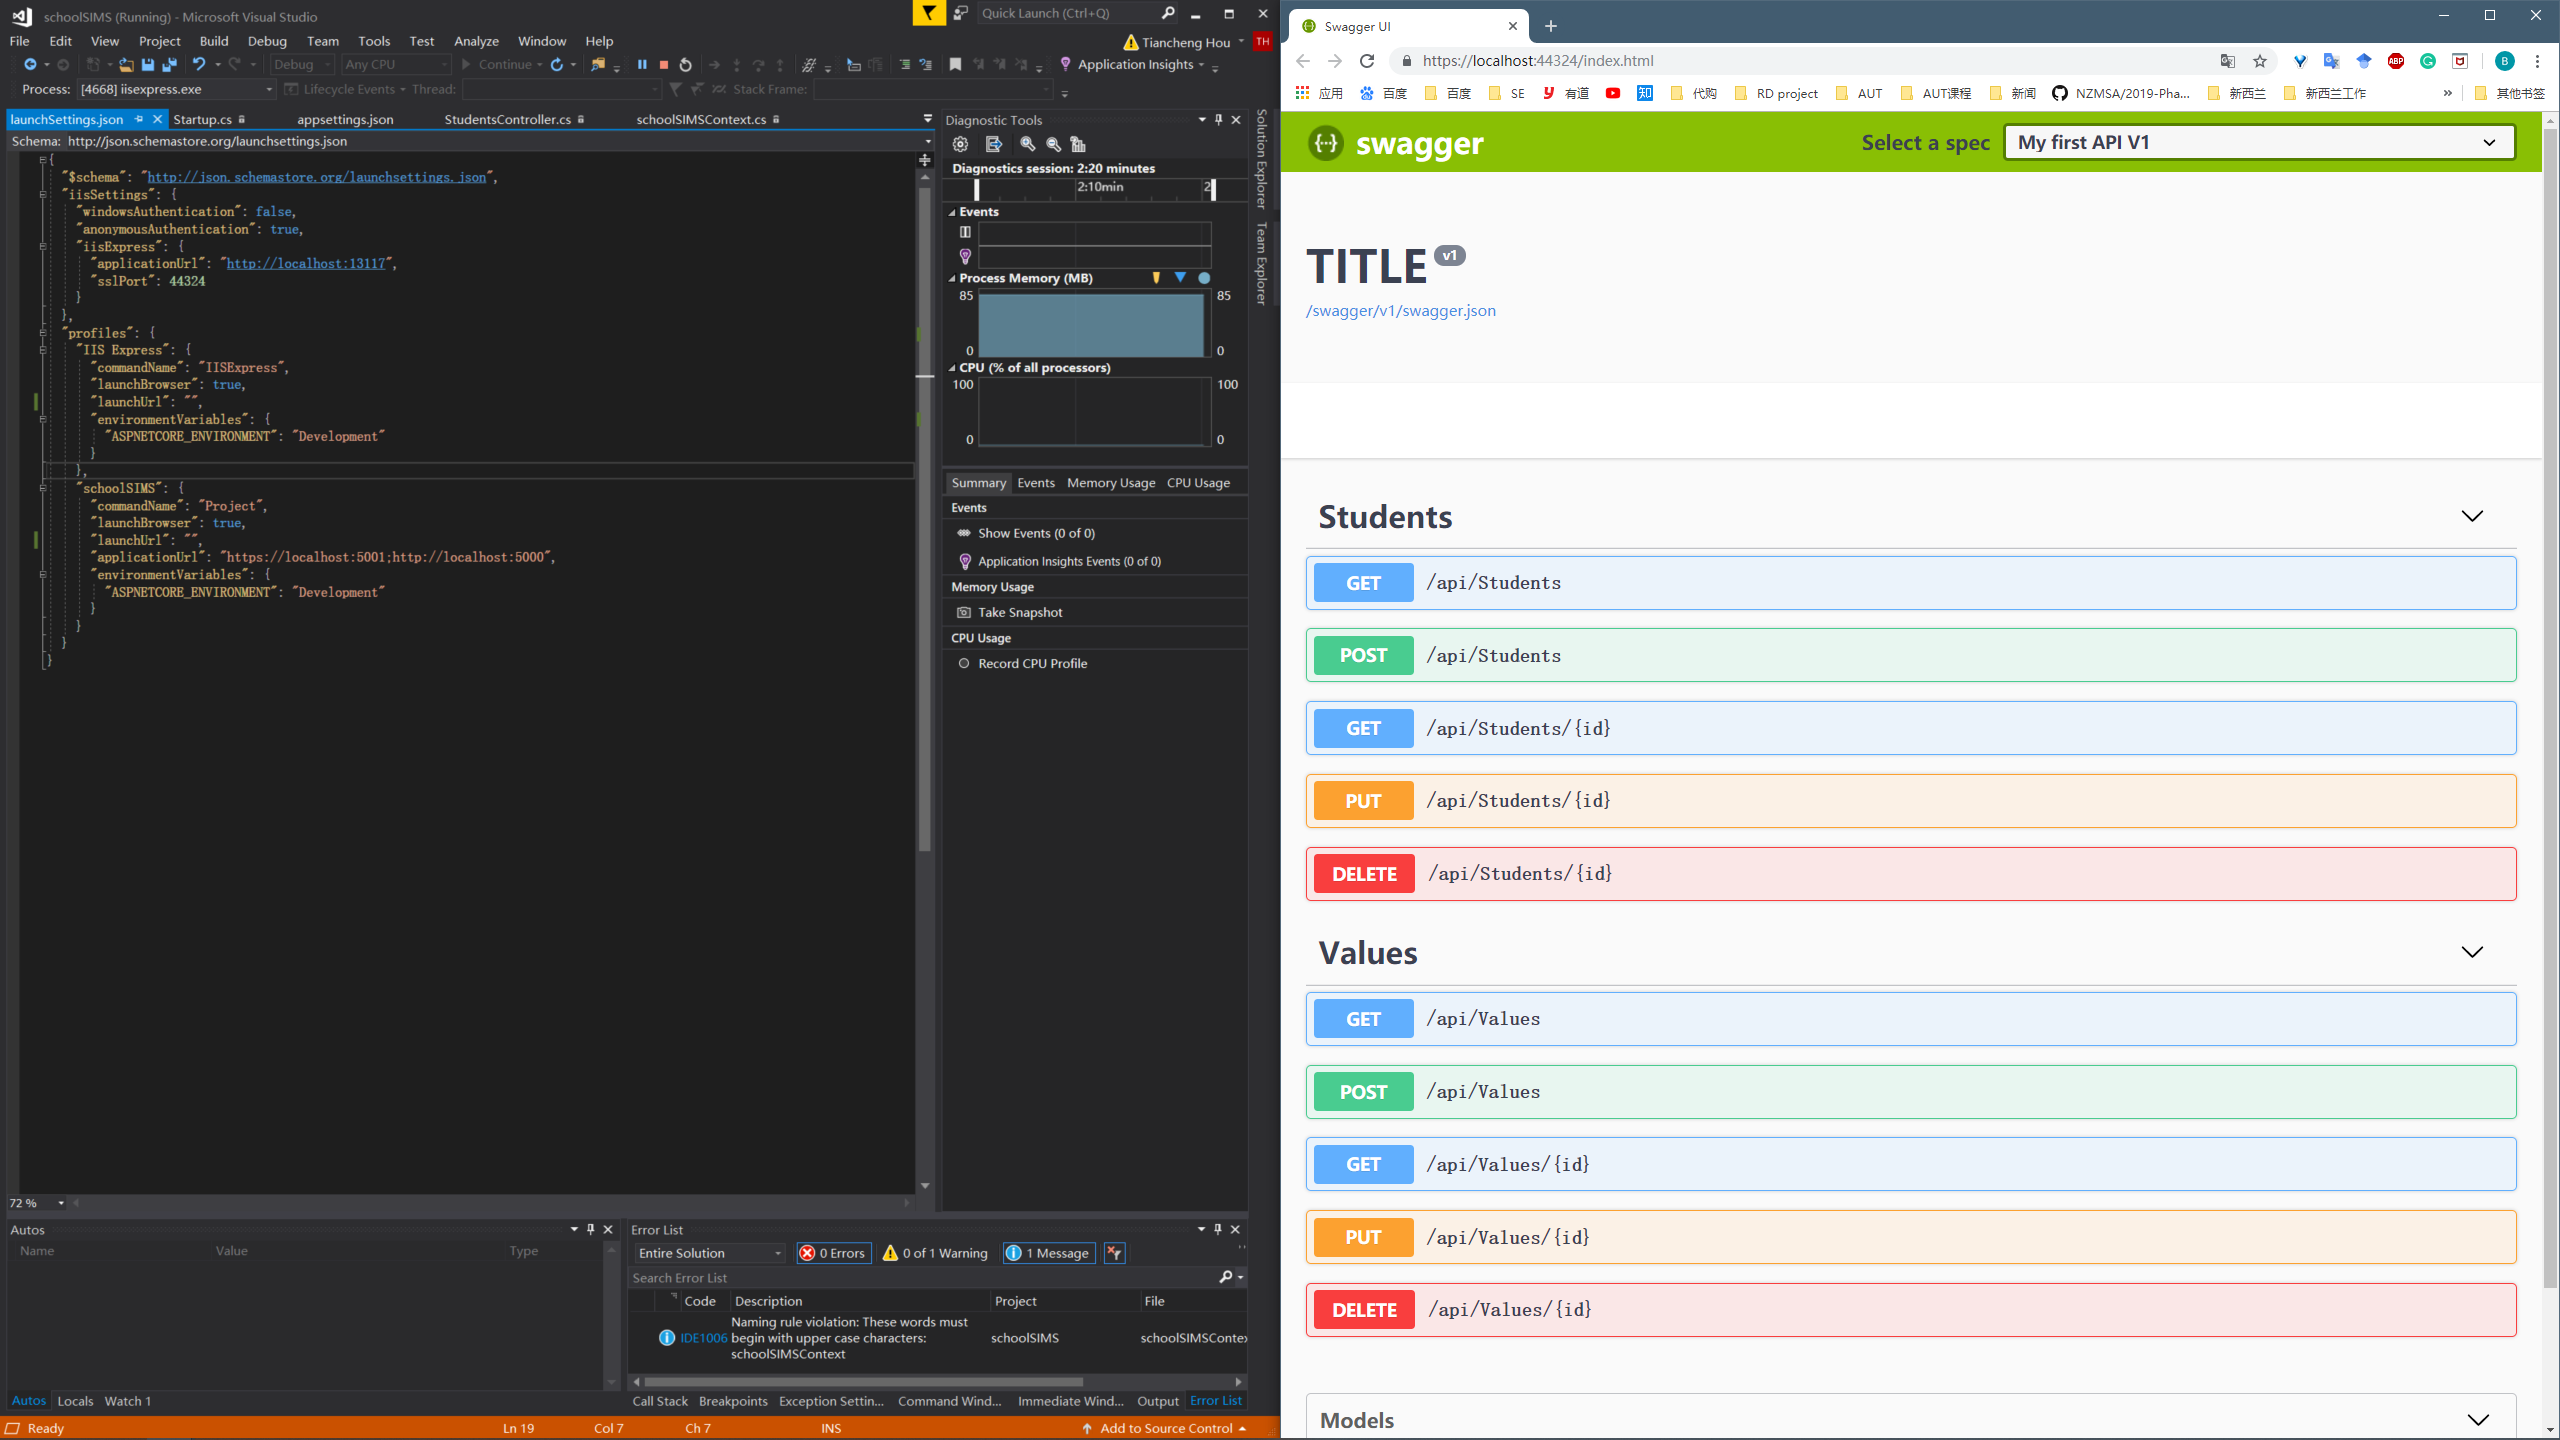 schoolSIMS (Running) - Microsoft Visual Studio
Quick Launch (Ctrl+Q)
File Edit View Project Build Debug Team Tools Test Analyze Window Help
Tiancheng Hou
TH
Debug Any CPU Continue Application Insights
Process: [4668] iisexpress.exe Lifecycle Events Thread: Stack Frame:
launchSettings.json Startup.cs appsettings.json StudentsController.cs schoolSIMSContext.cs
Schema: http://json.schemastore.org/launchsettings.json
{
"$schema": "http://json.schemastore.org/launchsettings.json",
"iisSettings": {
"windowsAuthentication": false,
"anonymousAuthentication": true,
"iisExpress": {
"applicationUrl": "http://localhost:13117",
"sslPort": 44324
}
},
"profiles": {
"IIS Express": {
"commandName": "IISExpress",
"launchBrowser": true,
"launchUrl": "",
"environmentVariables": {
"ASPNETCORE_ENVIRONMENT": "Development"
}
},
"schoolSIMS": {
"commandName": "Project",
"launchBrowser": true,
"launchUrl": "",
"applicationUrl": "https://localhost:5001;http://localhost:5000",
"environmentVariables": {
"ASPNETCORE_ENVIRONMENT": "Development"
}
}
}
}
72 %
Diagnostic Tools
Diagnostics session: 2:20 minutes
2:10min 2
Events
Process Memory (MB)
85 85
0 0
CPU (% of all processors)
100 100
0 0
Summary Events Memory Usage CPU Usage
Events
Show Events (0 of 0)
Application Insights Events (0 of 0)
Memory Usage
Take Snapshot
CPU Usage
Record CPU Profile
Solution Explorer
Team Explorer
Autos
Name Value Type
Autos Locals Watch 1
Error List
Entire Solution 0 Errors 0 of 1 Warning 1 Message
Search Error List
Code Description Project File
IDE1006 Naming rule violation: These words must begin with upper case characters: schoolSIMSContext schoolSIMS schoolSIMSContex
Call Stack Breakpoints Exception Settin... Command Wind... Immediate Wind... Output Error List
Ready Ln 19 Col 7 Ch 7 INS Add to Source Control
Swagger UI
https://localhost:44324/index.html
ABP
B
应用 百度 百度 SE 有道 知 代购 RD project AUT AUT课程 新闻 NZMSA/2019-Pha... 新西兰 新西兰工作 » 其他书签
swagger
Select a spec My first API V1
TITLE v1
/swagger/v1/swagger.json
Students
GET /api/Students
POST /api/Students
GET /api/Students/{id}
PUT /api/Students/{id}
DELETE /api/Students/{id}
Values
GET /api/Values
POST /api/Values
GET /api/Values/{id}
PUT /api/Values/{id}
DELETE /api/Values/{id}
Models